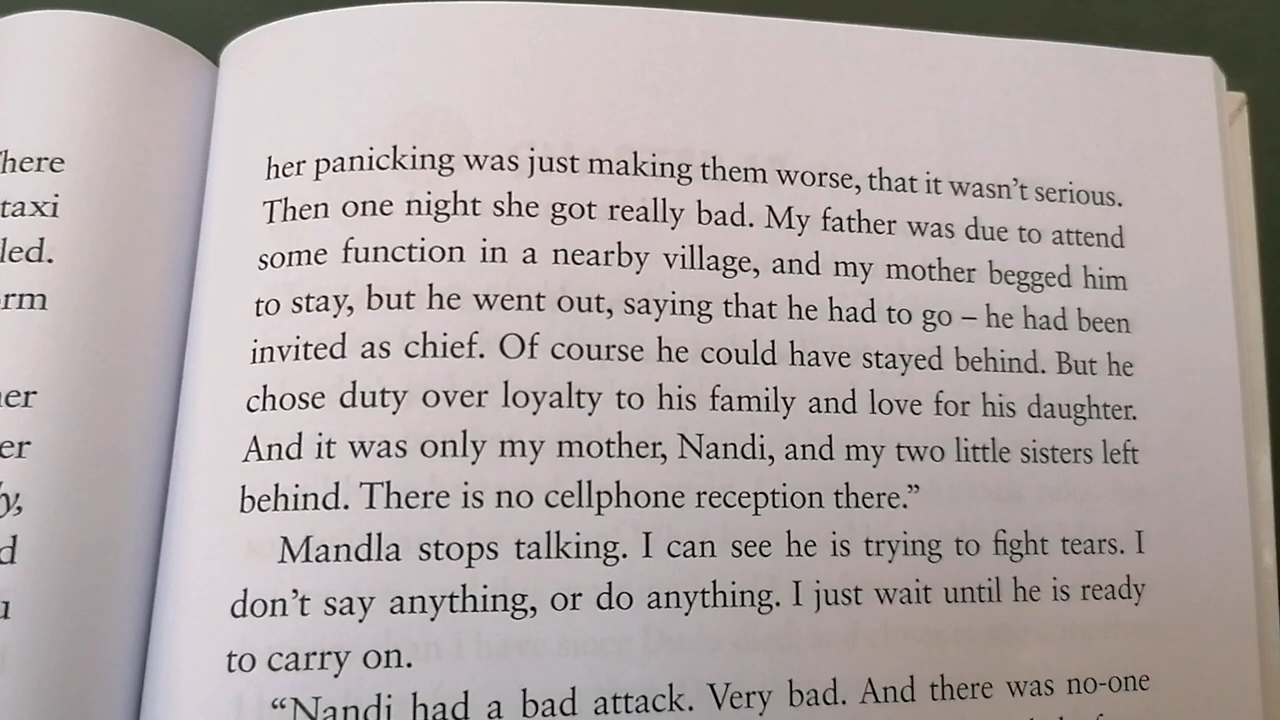 taxi
her panicking was just making them worse, that it wasn't serious.
Then one night she got really bad. My father was due to attend
some function in a nearby village, and my mother begged him
to stay, but he went out, saying that he had to go – he had been
invited as chief. Of course he could have stayed behind. But he
chose duty over loyalty to his family and love for his daughter.
And it was only my mother, Nandi, and my two little sisters left
behind. There is no cellphone reception there.”
Mandla stops talking. I can see he is trying to fight tears. I
don't say anything, or do anything. I just wait until he is ready
to carry on.
“Nandi had a bad attack. Very bad. And there was no-one